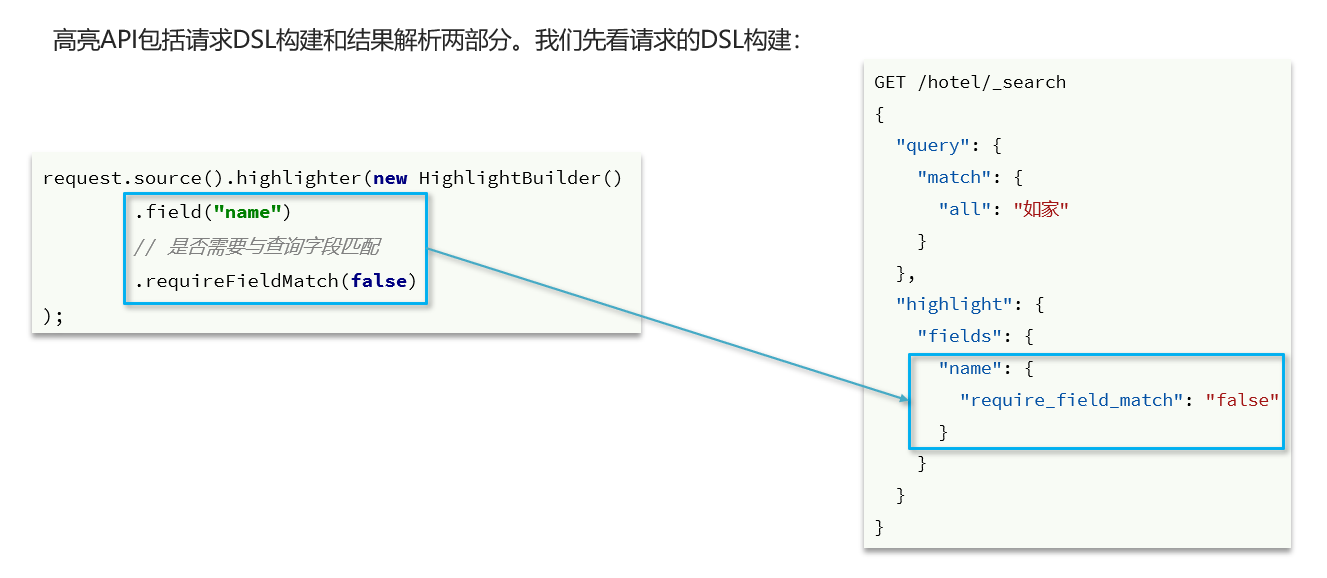 高亮API包括请求DSL构建和结果解析两部分。我们先看请求的DSL构建：
request.source().highlighter(new HighlightBuilder()
        .field("name")
        // 是否需要与查询字段匹配
        .requireFieldMatch(false)
);
GET /hotel/_search
{
  "query": {
    "match": {
      "all": "如家"
    }
  },
  "highlight": {
    "fields": {
      "name": {
        "require_field_match": "false"
      }
    }
  }
}